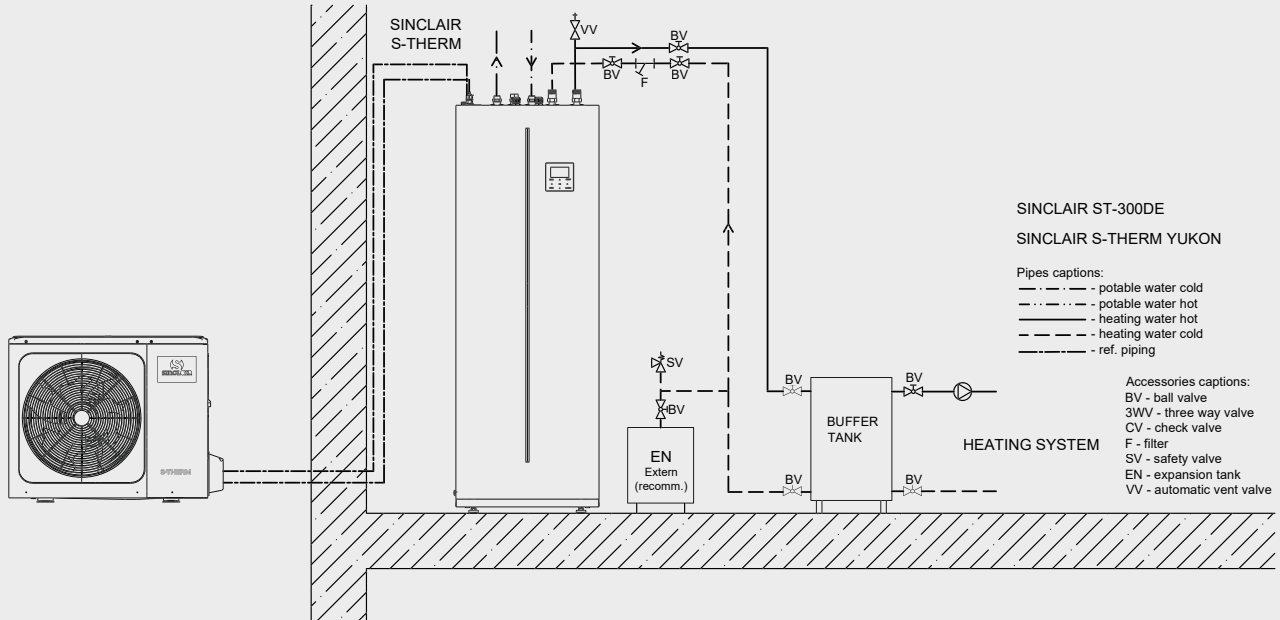 SINCLAIR
S-THERM
VV
BV
BV
F
BV
SINCLAIR ST-300DE
SINCLAIR S-THERM YUKON
Pipes captions:
- potable water cold
- potable water hot
- heating water hot
- heating water cold
- ref. piping
SINCLAIR
S-THERM
SV
BV
EN
Extern
(recomm.)
BV
BV
BUFFER
TANK
BV
BV
HEATING SYSTEM
Accessories captions:
BV - ball valve
3WV - three way valve
CV - check valve
F - filter
SV - safety valve
EN - expansion tank
VV - automatic vent valve